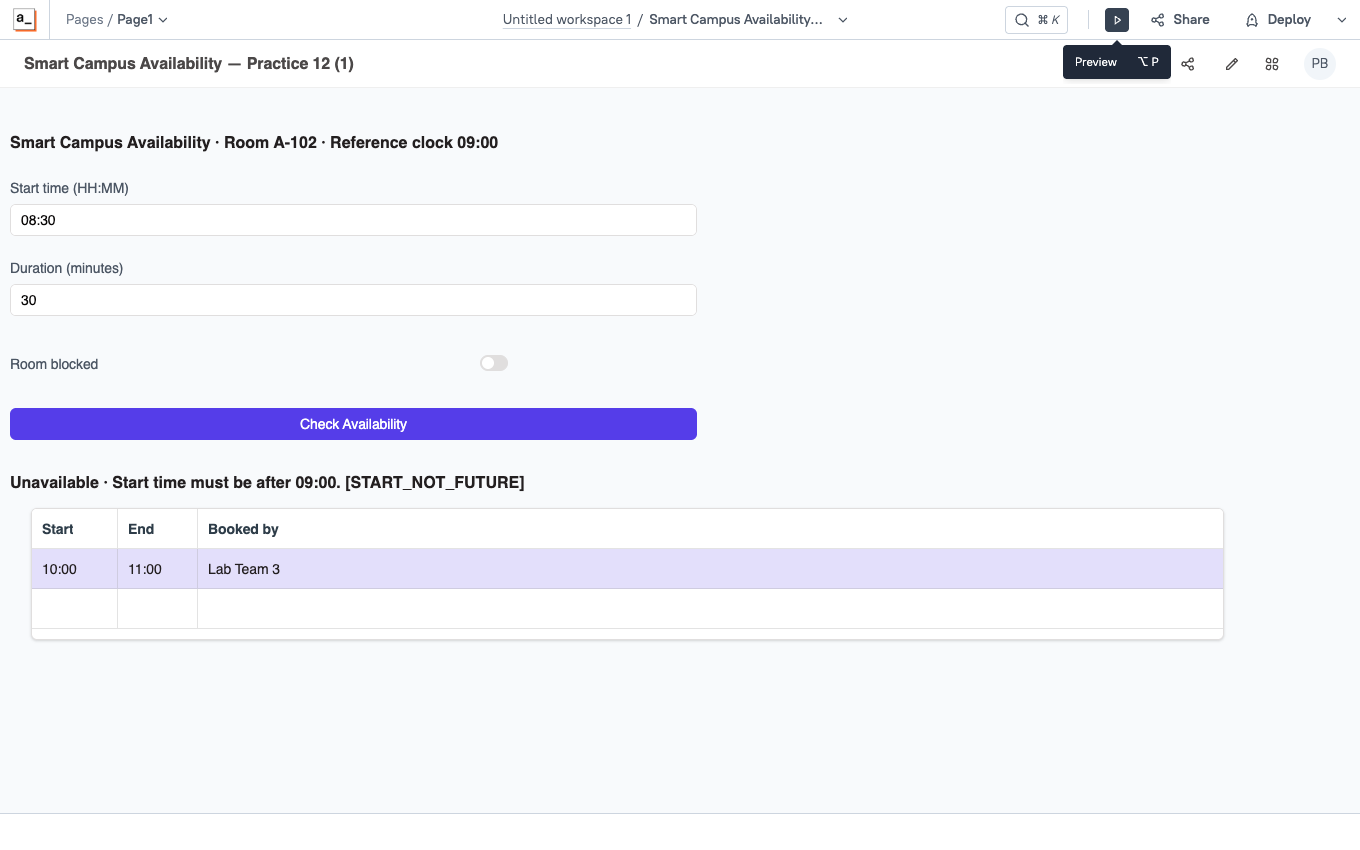 a_ Pages / Page1 Untitled workspace 1 / Smart Campus Availability... ⌘ K Share Deploy
Smart Campus Availability — Practice 12 (1) Preview ⌥ P PB
Smart Campus Availability · Room A-102 · Reference clock 09:00
Start time (HH:MM)
08:30
Duration (minutes)
30
Room blocked
Check Availability
Unavailable · Start time must be after 09:00. [START_NOT_FUTURE]
Start End Booked by
10:00 11:00 Lab Team 3